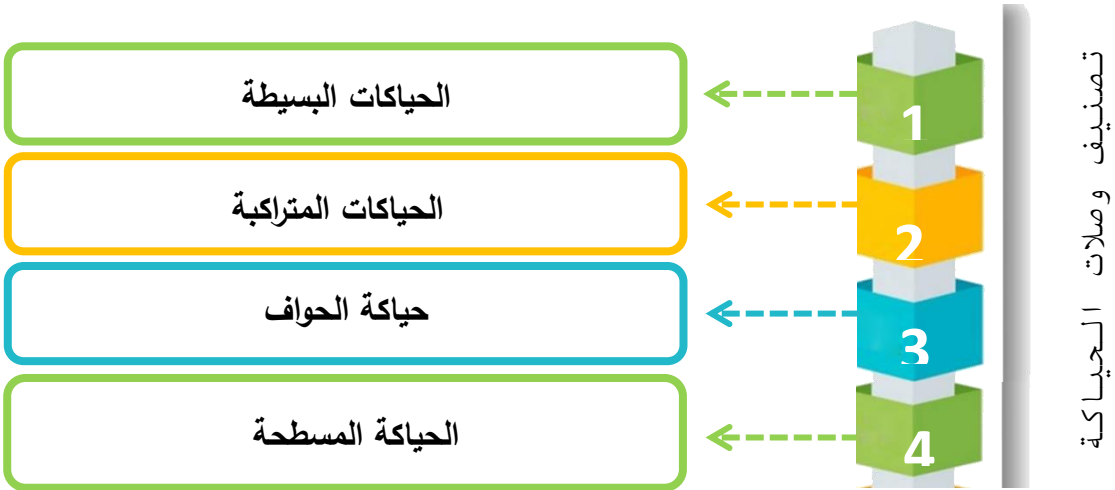 تصنيف وصلات الحياكة
1
الحياكات البسيطة
2
الحياكات المتراكبة
3
حياكة الحواف
4
الحياكة المسطحة